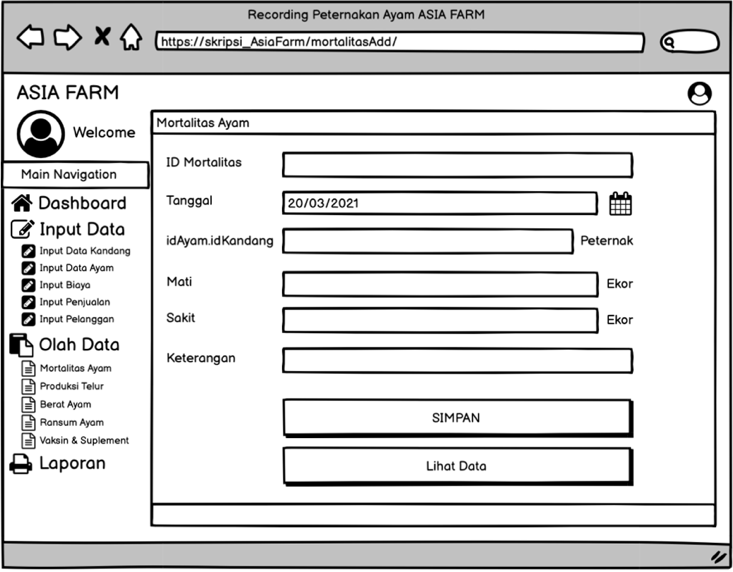 Recording Peternakan Ayam ASIA FARM
https://skripsi_AsiaFarm/mortalitasAdd/
ASIA FARM
Welcome
Main Navigation
Dashboard
Input Data
Input Data Kandang
Input Data Ayam
Input Biaya
Input Penjualan
Input Pelanggan
Olah Data
Mortalitas Ayam
Produksi Telur
Berat Ayam
Ransum Ayam
Vaksin & Suplement
Laporan
Mortalitas Ayam
ID Mortalitas
Tanggal 20/03/2021
idAyam.idKandang Peternak
Mati Ekor
Sakit Ekor
Keterangan
SIMPAN
Lihat Data